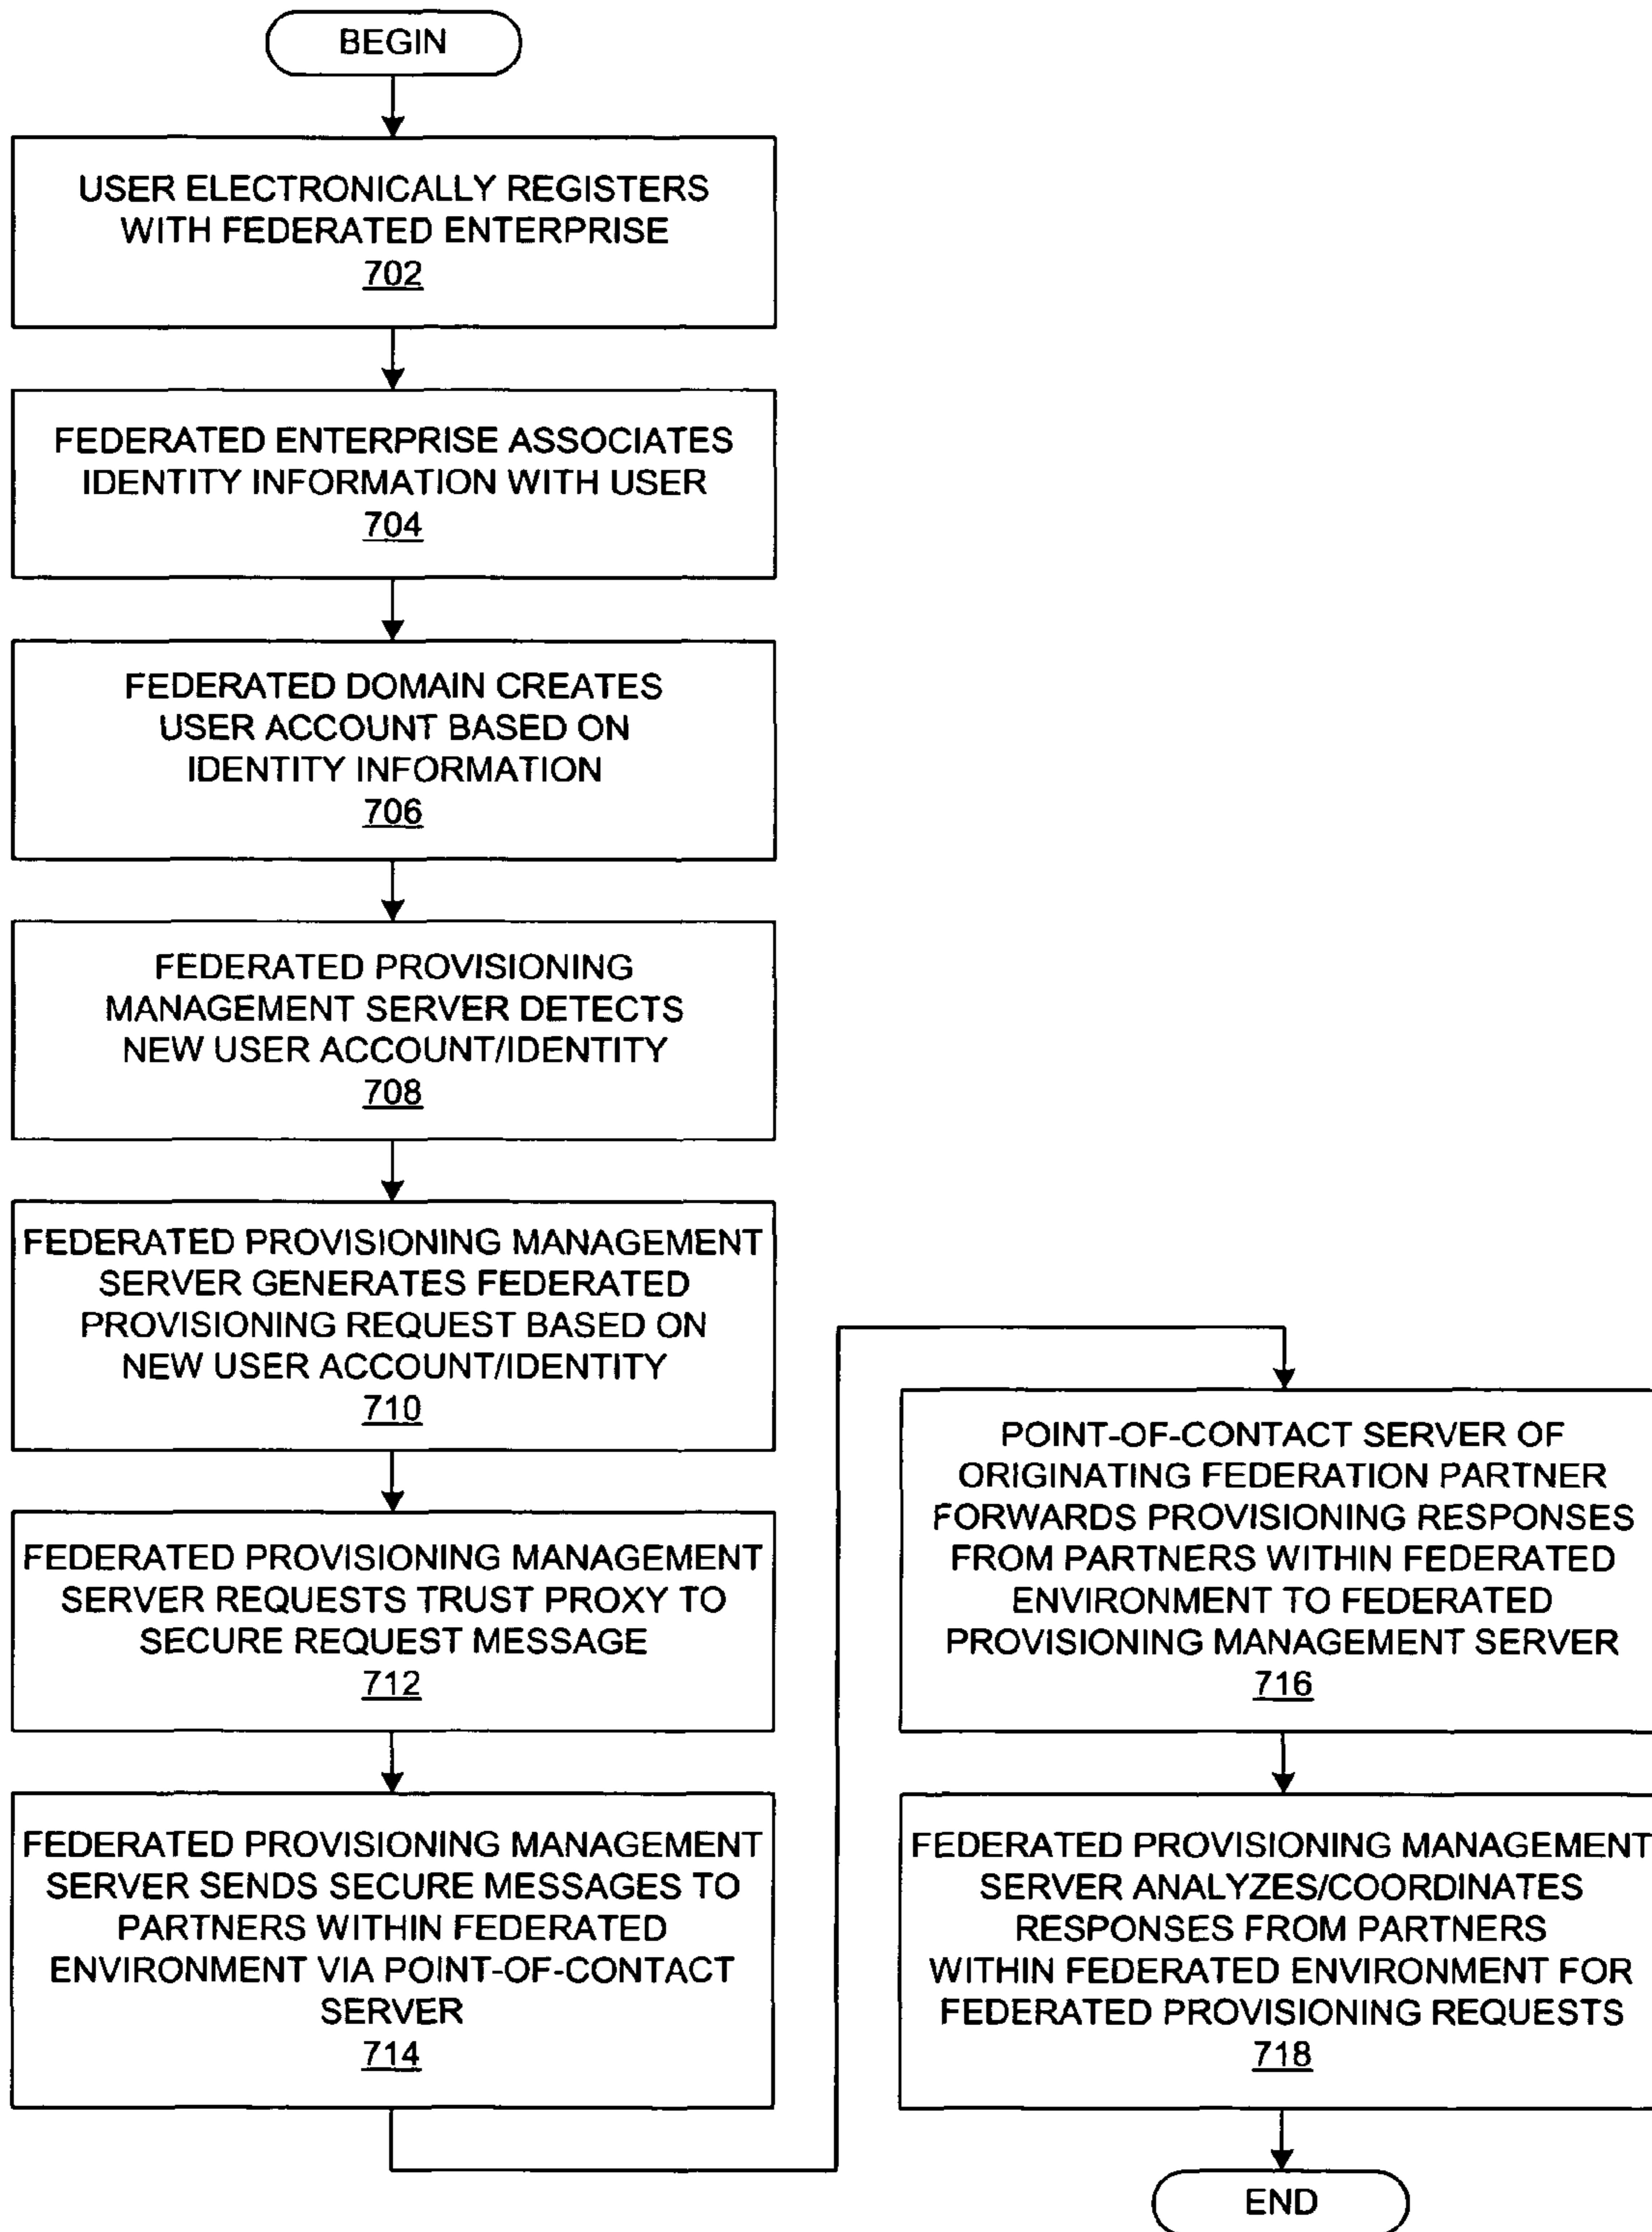 BEGIN
USER ELECTRONICALLY REGISTERS
WITH FEDERATED ENTERPRISE
702
FEDERATED ENTERPRISE ASSOCIATES
IDENTITY INFORMATION WITH USER
704
FEDERATED DOMAIN CREATES
USER ACCOUNT BASED ON
IDENTITY INFORMATION
706
FEDERATED PROVISIONING
MANAGEMENT SERVER DETECTS
NEW USER ACCOUNT/IDENTITY
708
FEDERATED PROVISIONING MANAGEMENT
SERVER GENERATES FEDERATED
PROVISIONING REQUEST BASED ON
NEW USER ACCOUNT/IDENTITY
710
FEDERATED PROVISIONING MANAGEMENT
SERVER REQUESTS TRUST PROXY TO
SECURE REQUEST MESSAGE
712
FEDERATED PROVISIONING MANAGEMENT
SERVER SENDS SECURE MESSAGES TO
PARTNERS WITHIN FEDERATED
ENVIRONMENT VIA POINT-OF-CONTACT
SERVER
714
POINT-OF-CONTACT SERVER OF
ORIGINATING FEDERATION PARTNER
FORWARDS PROVISIONING RESPONSES
FROM PARTNERS WITHIN FEDERATED
ENVIRONMENT TO FEDERATED
PROVISIONING MANAGEMENT SERVER
716
FEDERATED PROVISIONING MANAGEMENT
SERVER ANALYZES/COORDINATES
RESPONSES FROM PARTNERS
WITHIN FEDERATED ENVIRONMENT FOR
FEDERATED PROVISIONING REQUESTS
718
END